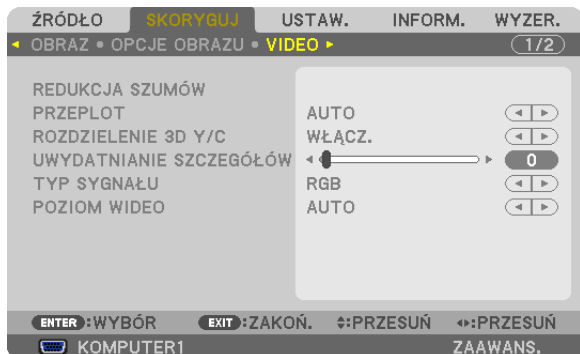 ŹRÓDŁO SKORYGUJ USTAW. INFORM. WYZER.
OBRAZ • OPCJE OBRAZU • VIDEO 1/2
REDUKCJA SZUMÓW
PRZEPLOT AUTO
ROZDZIELENIE 3D Y/C WŁĄCZ.
UWYDATNIANIE SZCZEGÓŁÓW 0
TYP SYGNAŁU RGB
POZIOM WIDEO AUTO
ENTER :WYBÓR EXIT :ZAKOŃ. :PRZESUŃ :PRZESUŃ
KOMPUTER1 ZAAWANS.